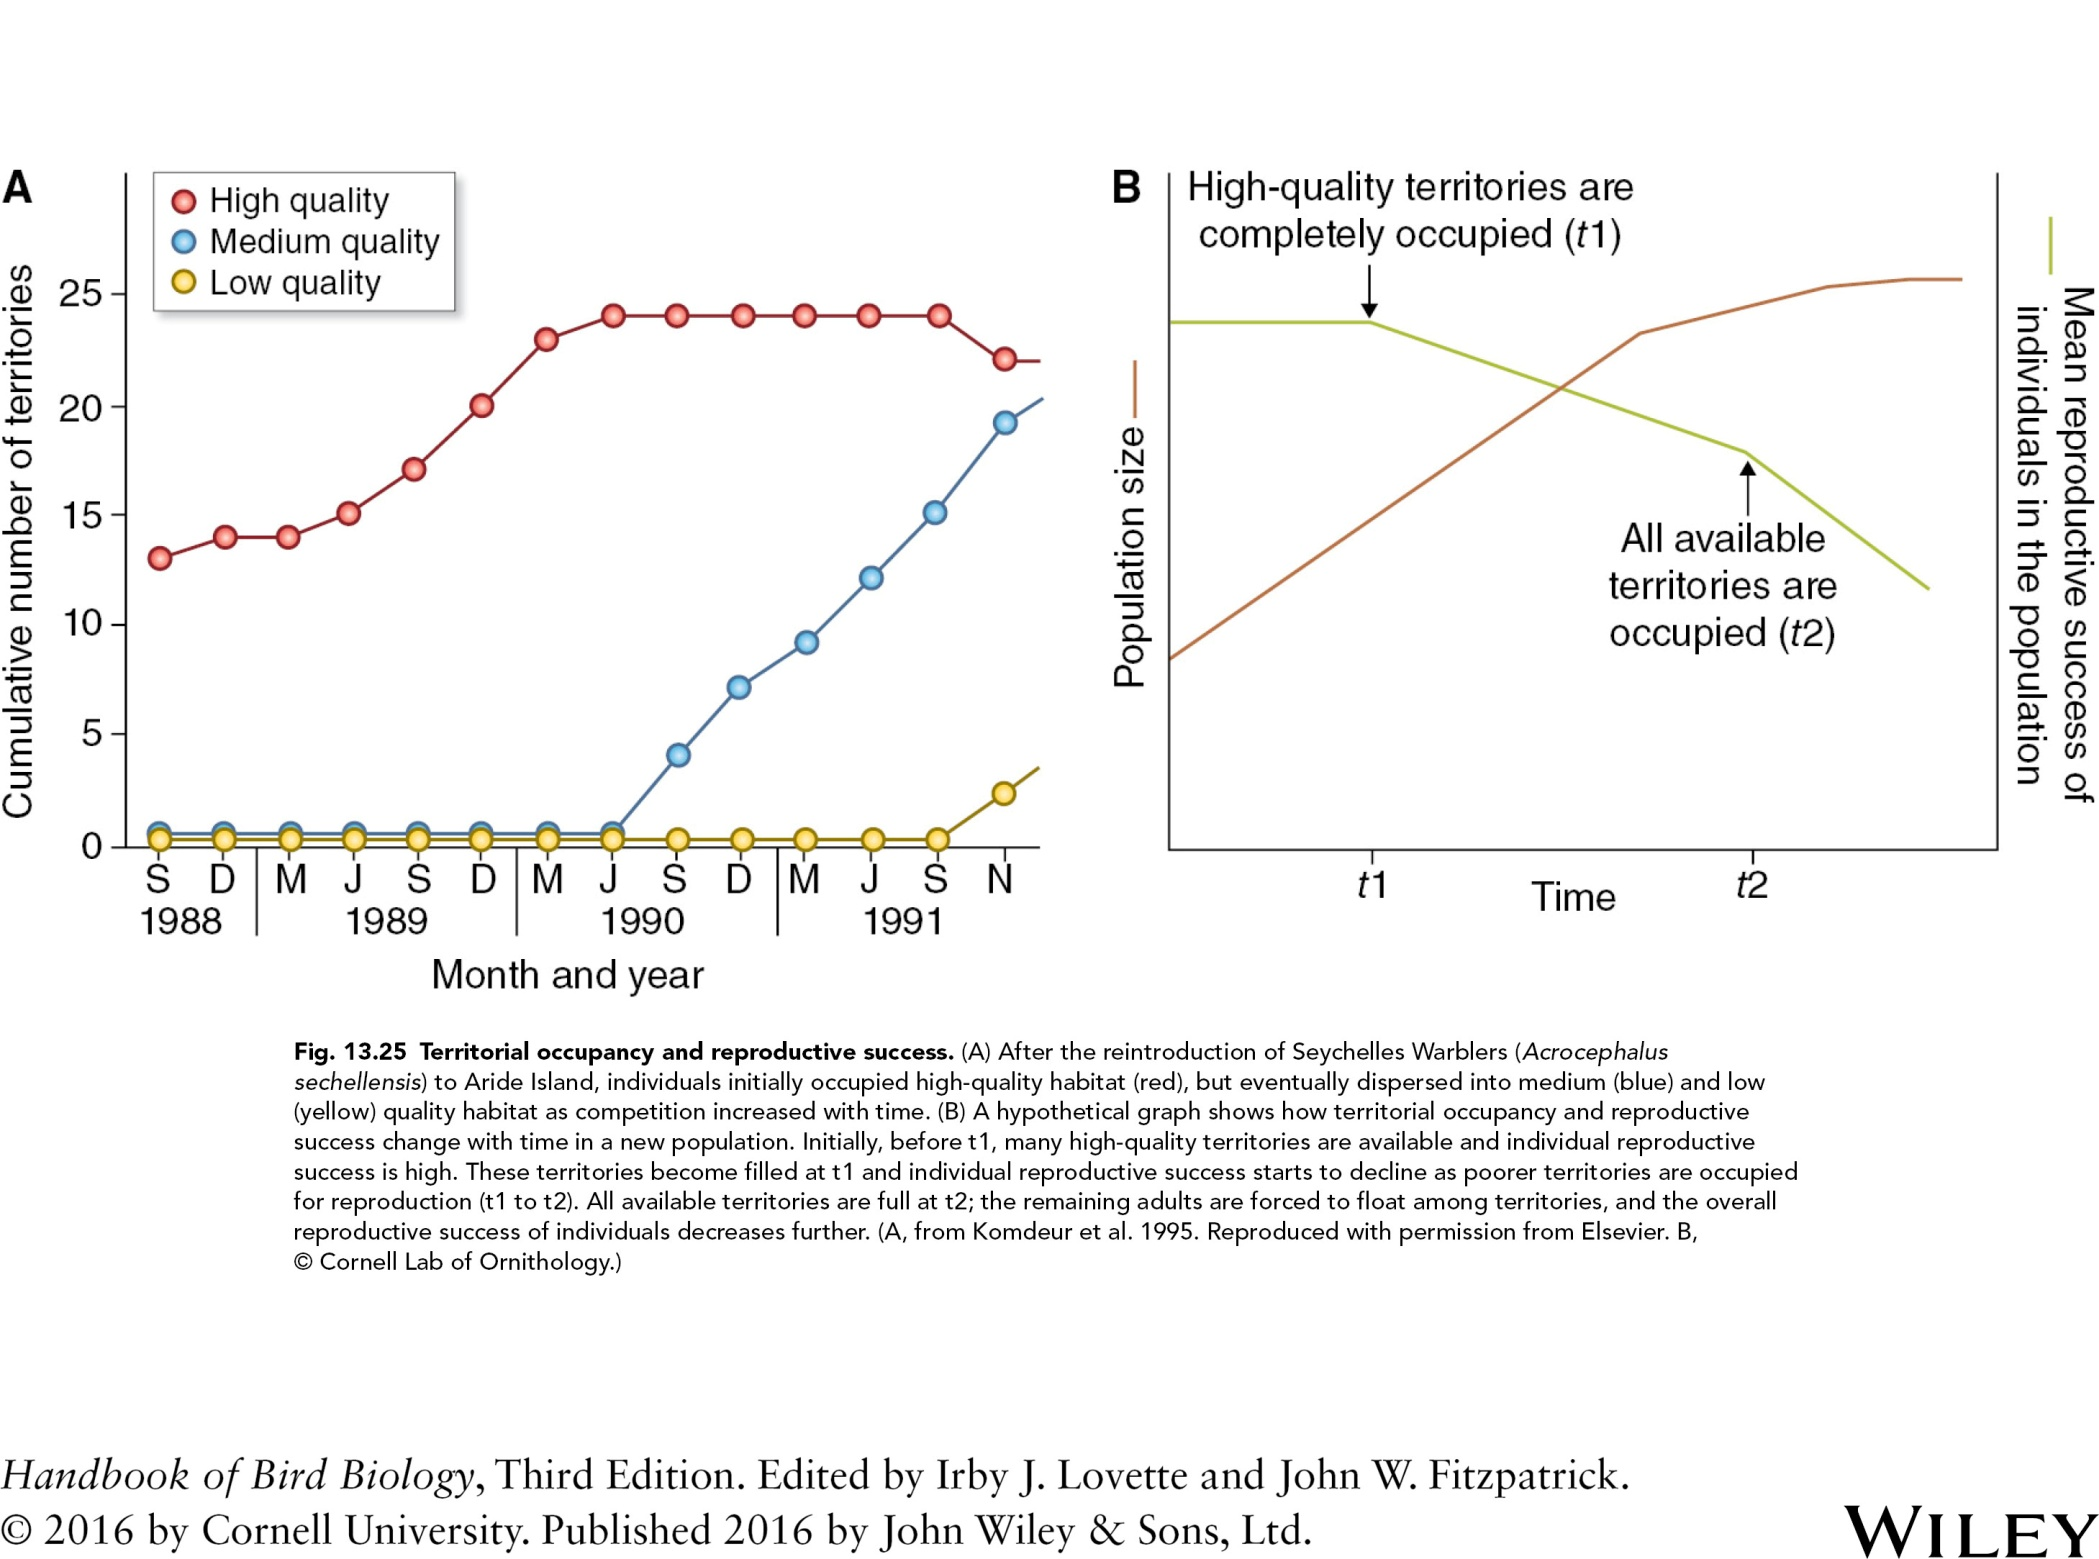 A
High quality
Medium quality
Low quality
Cumulative number of territories
25
20
15
10
5
0
S D M J S D M J S D M J S N
1988 1989 1990 1991
Month and year
B
High-quality territories are
completely occupied (t1)
Population size
All available
territories are
occupied (t2)
Mean reproductive success of
individuals in the population
t1 t2
Time
Fig. 13.25 Territorial occupancy and reproductive success. (A) After the reintroduction of Seychelles Warblers (Acrocephalus
sechellensis) to Aride Island, individuals initially occupied high-quality habitat (red), but eventually dispersed into medium (blue) and low
(yellow) quality habitat as competition increased with time. (B) A hypothetical graph shows how territorial occupancy and reproductive
success change with time in a new population. Initially, before t1, many high-quality territories are available and individual reproductive
success is high. These territories become filled at t1 and individual reproductive success starts to decline as poorer territories are occupied
for reproduction (t1 to t2). All available territories are full at t2; the remaining adults are forced to float among territories, and the overall
reproductive success of individuals decreases further. (A, from Komdeur et al. 1995. Reproduced with permission from Elsevier. B,
© Cornell Lab of Ornithology.)
Handbook of Bird Biology, Third Edition. Edited by Irby J. Lovette and John W. Fitzpatrick.
© 2016 by Cornell University. Published 2016 by John Wiley & Sons, Ltd.
WILEY